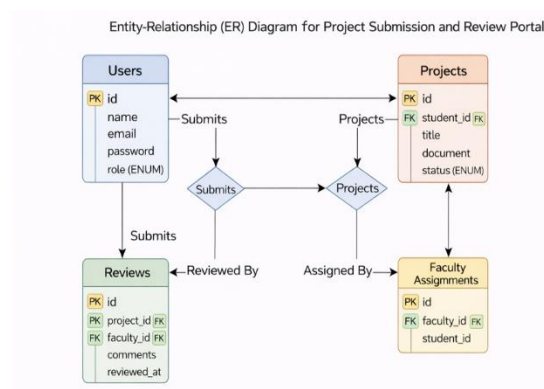 Entity-Relationship (ER) Diagram for Project Submission and Review Portal
Users
PK id
name
email
password
role (ENUM)
Projects
PK id
FK student_id FK
title
document
status (ENUM)
Submits
Projects
Submits
Projects
Submits
Reviewed By
Assigned By
Reviews
PK id
PK project_id FK
FK faculty_id FK
comments
reviewed_at
Faculty
Assignments
PK id
FK faculty_id FK
student_id